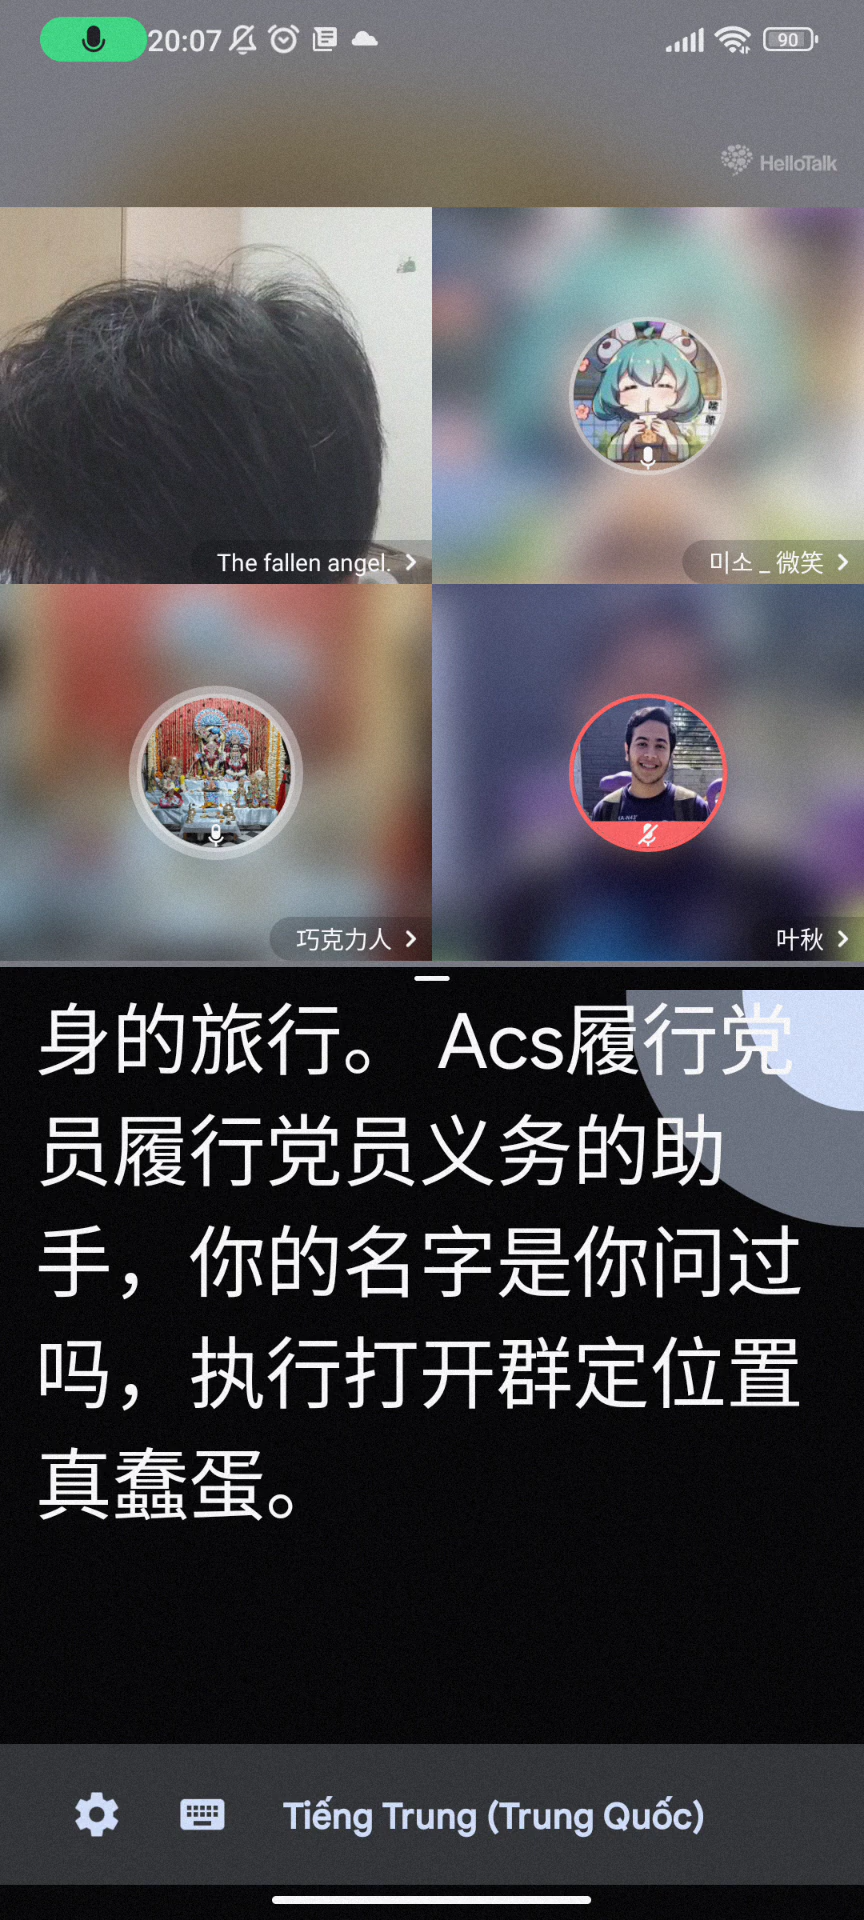 20:07
90
HelloTalk
The fallen angel.
미소 _ 微笑
巧克力人
叶秋
身的旅行。 Acs履行党
员履行党员义务的助
手，你的名字是你问过
吗，执行打开群定位置
真蠢蛋。
Tiếng Trung (Trung Quốc)